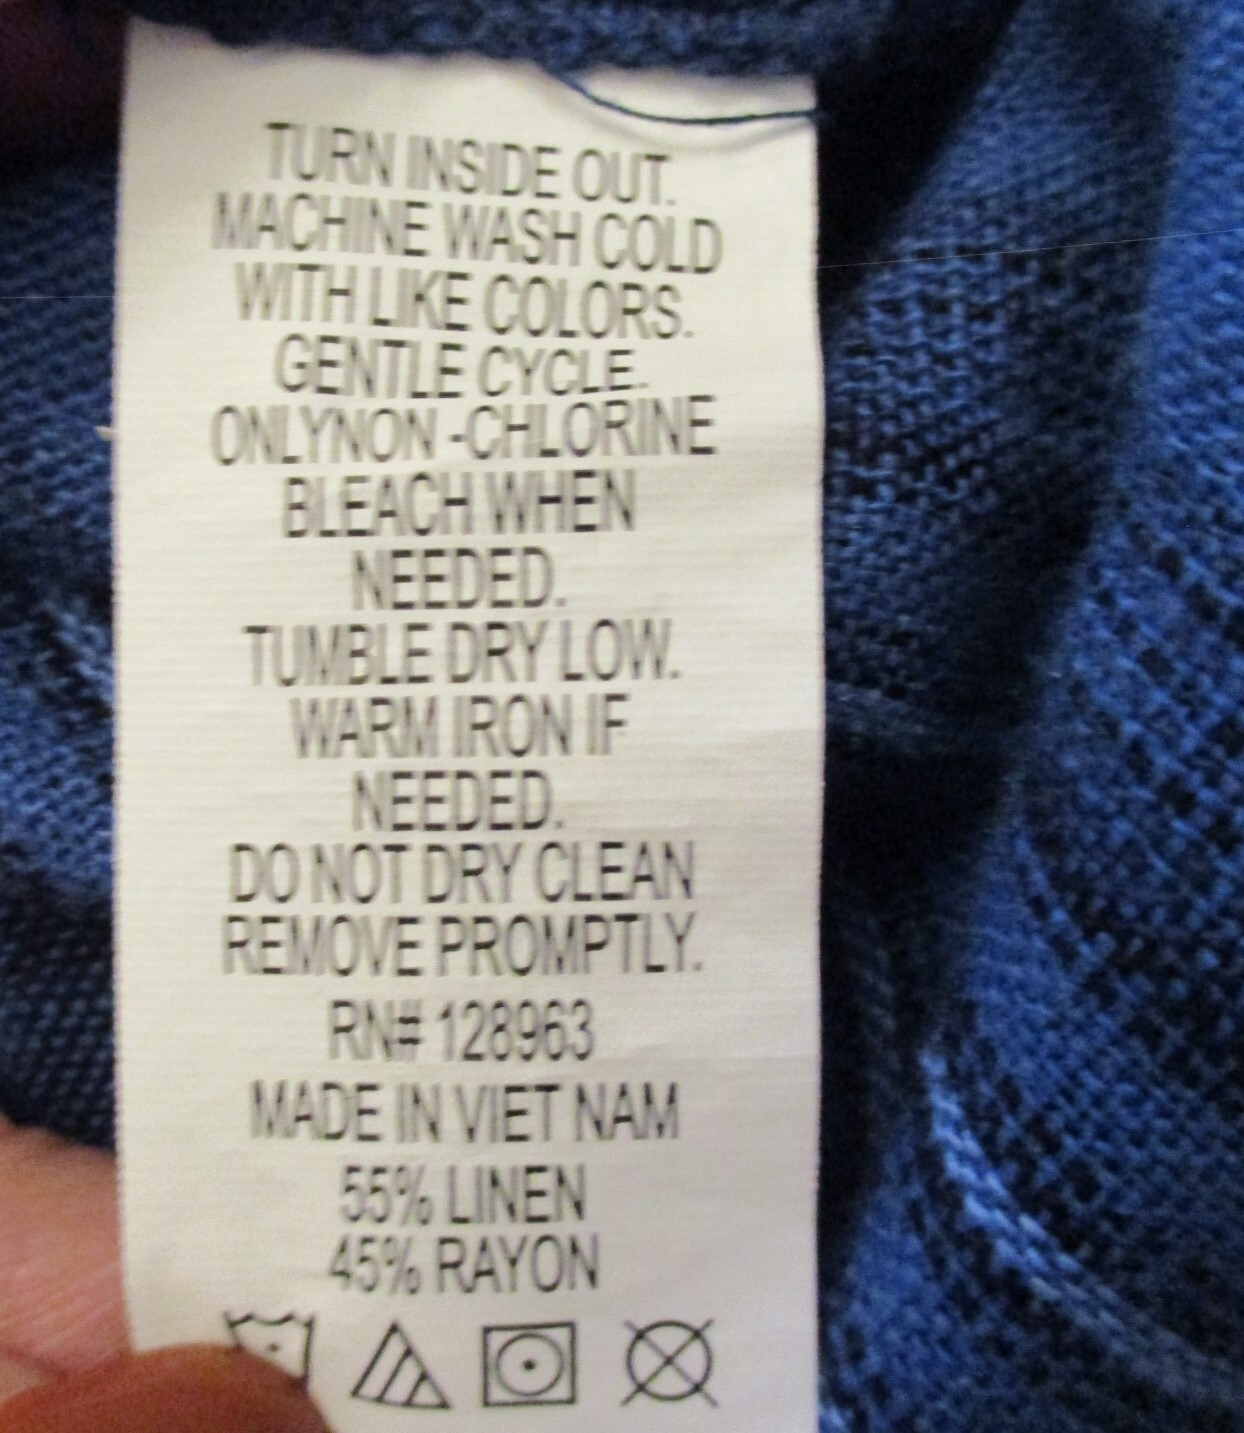 TURN INSIDE OUT.
MACHINE WASH COLD
WITH LIKE COLORS.
GENTLE CYCLE.
ONLYNON -CHLORINE
BLEACH WHEN
NEEDED.
TUMBLE DRY LOW.
WARM IRON IF
NEEDED.
DO NOT DRY CLEAN
REMOVE PROMPTLY.
RN# 128963
MADE IN VIET NAM
55% LINEN
45% RAYON